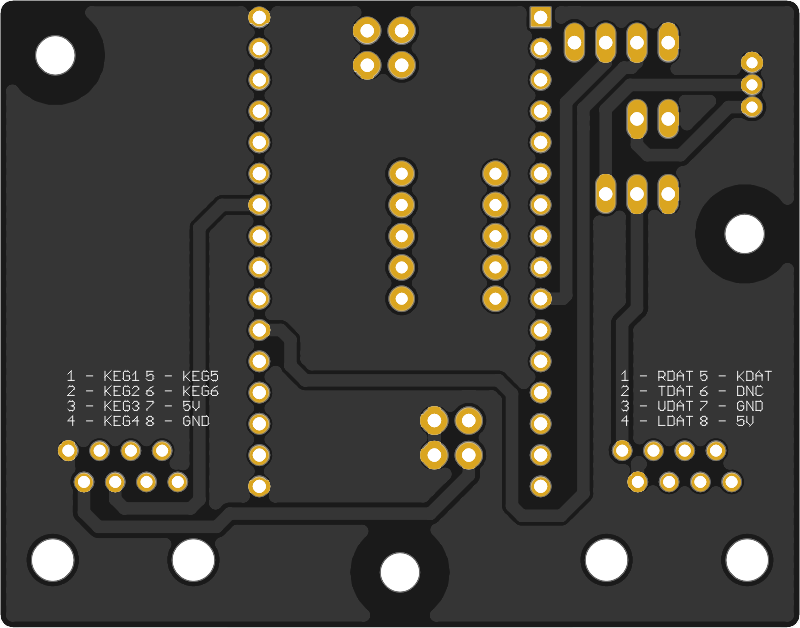 1 - KEG1 5 - KEG5
2 - KEG2 6 - KEG6
3 - KEG3 7 - 5V
4 - KEG4 8 - GND
1 - RDAT 5 - KDAT
2 - TDAT 6 - DNC
3 - UDAT 7 - GND
4 - LDAT 8 - 5V